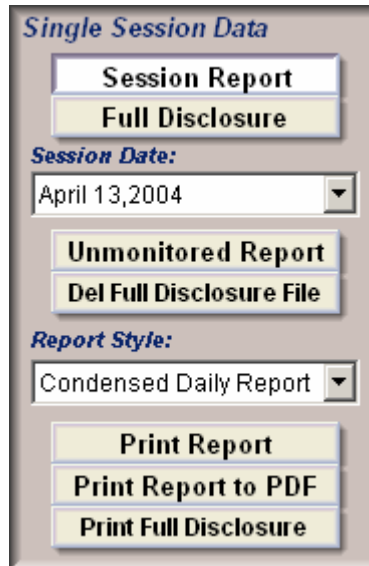 Single Session Data
Session Report
Full Disclosure
Session Date:
April 13,2004
Unmonitored Report
Del Full Disclosure File
Report Style:
Condensed Daily Report
Print Report
Print Report to PDF
Print Full Disclosure